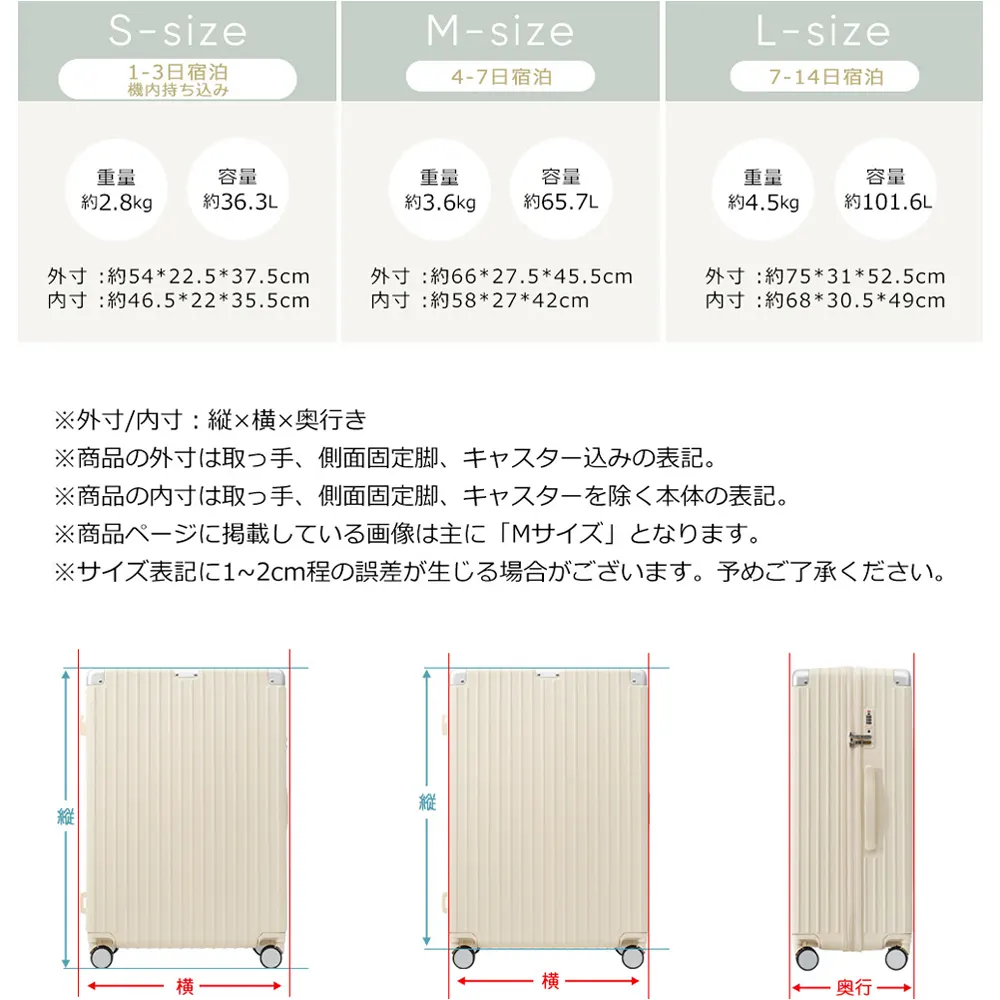 S-size
1-3日宿泊
機内持ち込み
重量
約2.8kg
容量
約36.3L
外寸 :約54*22.5*37.5cm
内寸 :約46.5*22*35.5cm
M-size
4-7日宿泊
重量
約3.6kg
容量
約65.7L
外寸 :約66*27.5*45.5cm
内寸 :約58*27*42cm
L-size
7-14日宿泊
重量
約4.5kg
容量
約101.6L
外寸 :約75*31*52.5cm
内寸 :約68*30.5*49cm
※外寸/内寸：縦×横×奥行き
※商品の外寸は取っ手、側面固定脚、キャスター込みの表記。
※商品の内寸は取っ手、側面固定脚、キャスターを除く本体の表記。
※商品ページに掲載している画像は主に「Mサイズ」となります。
※サイズ表記に1~2cm程の誤差が生じる場合がございます。予めご了承ください。
縦
横
縦
横
奥行